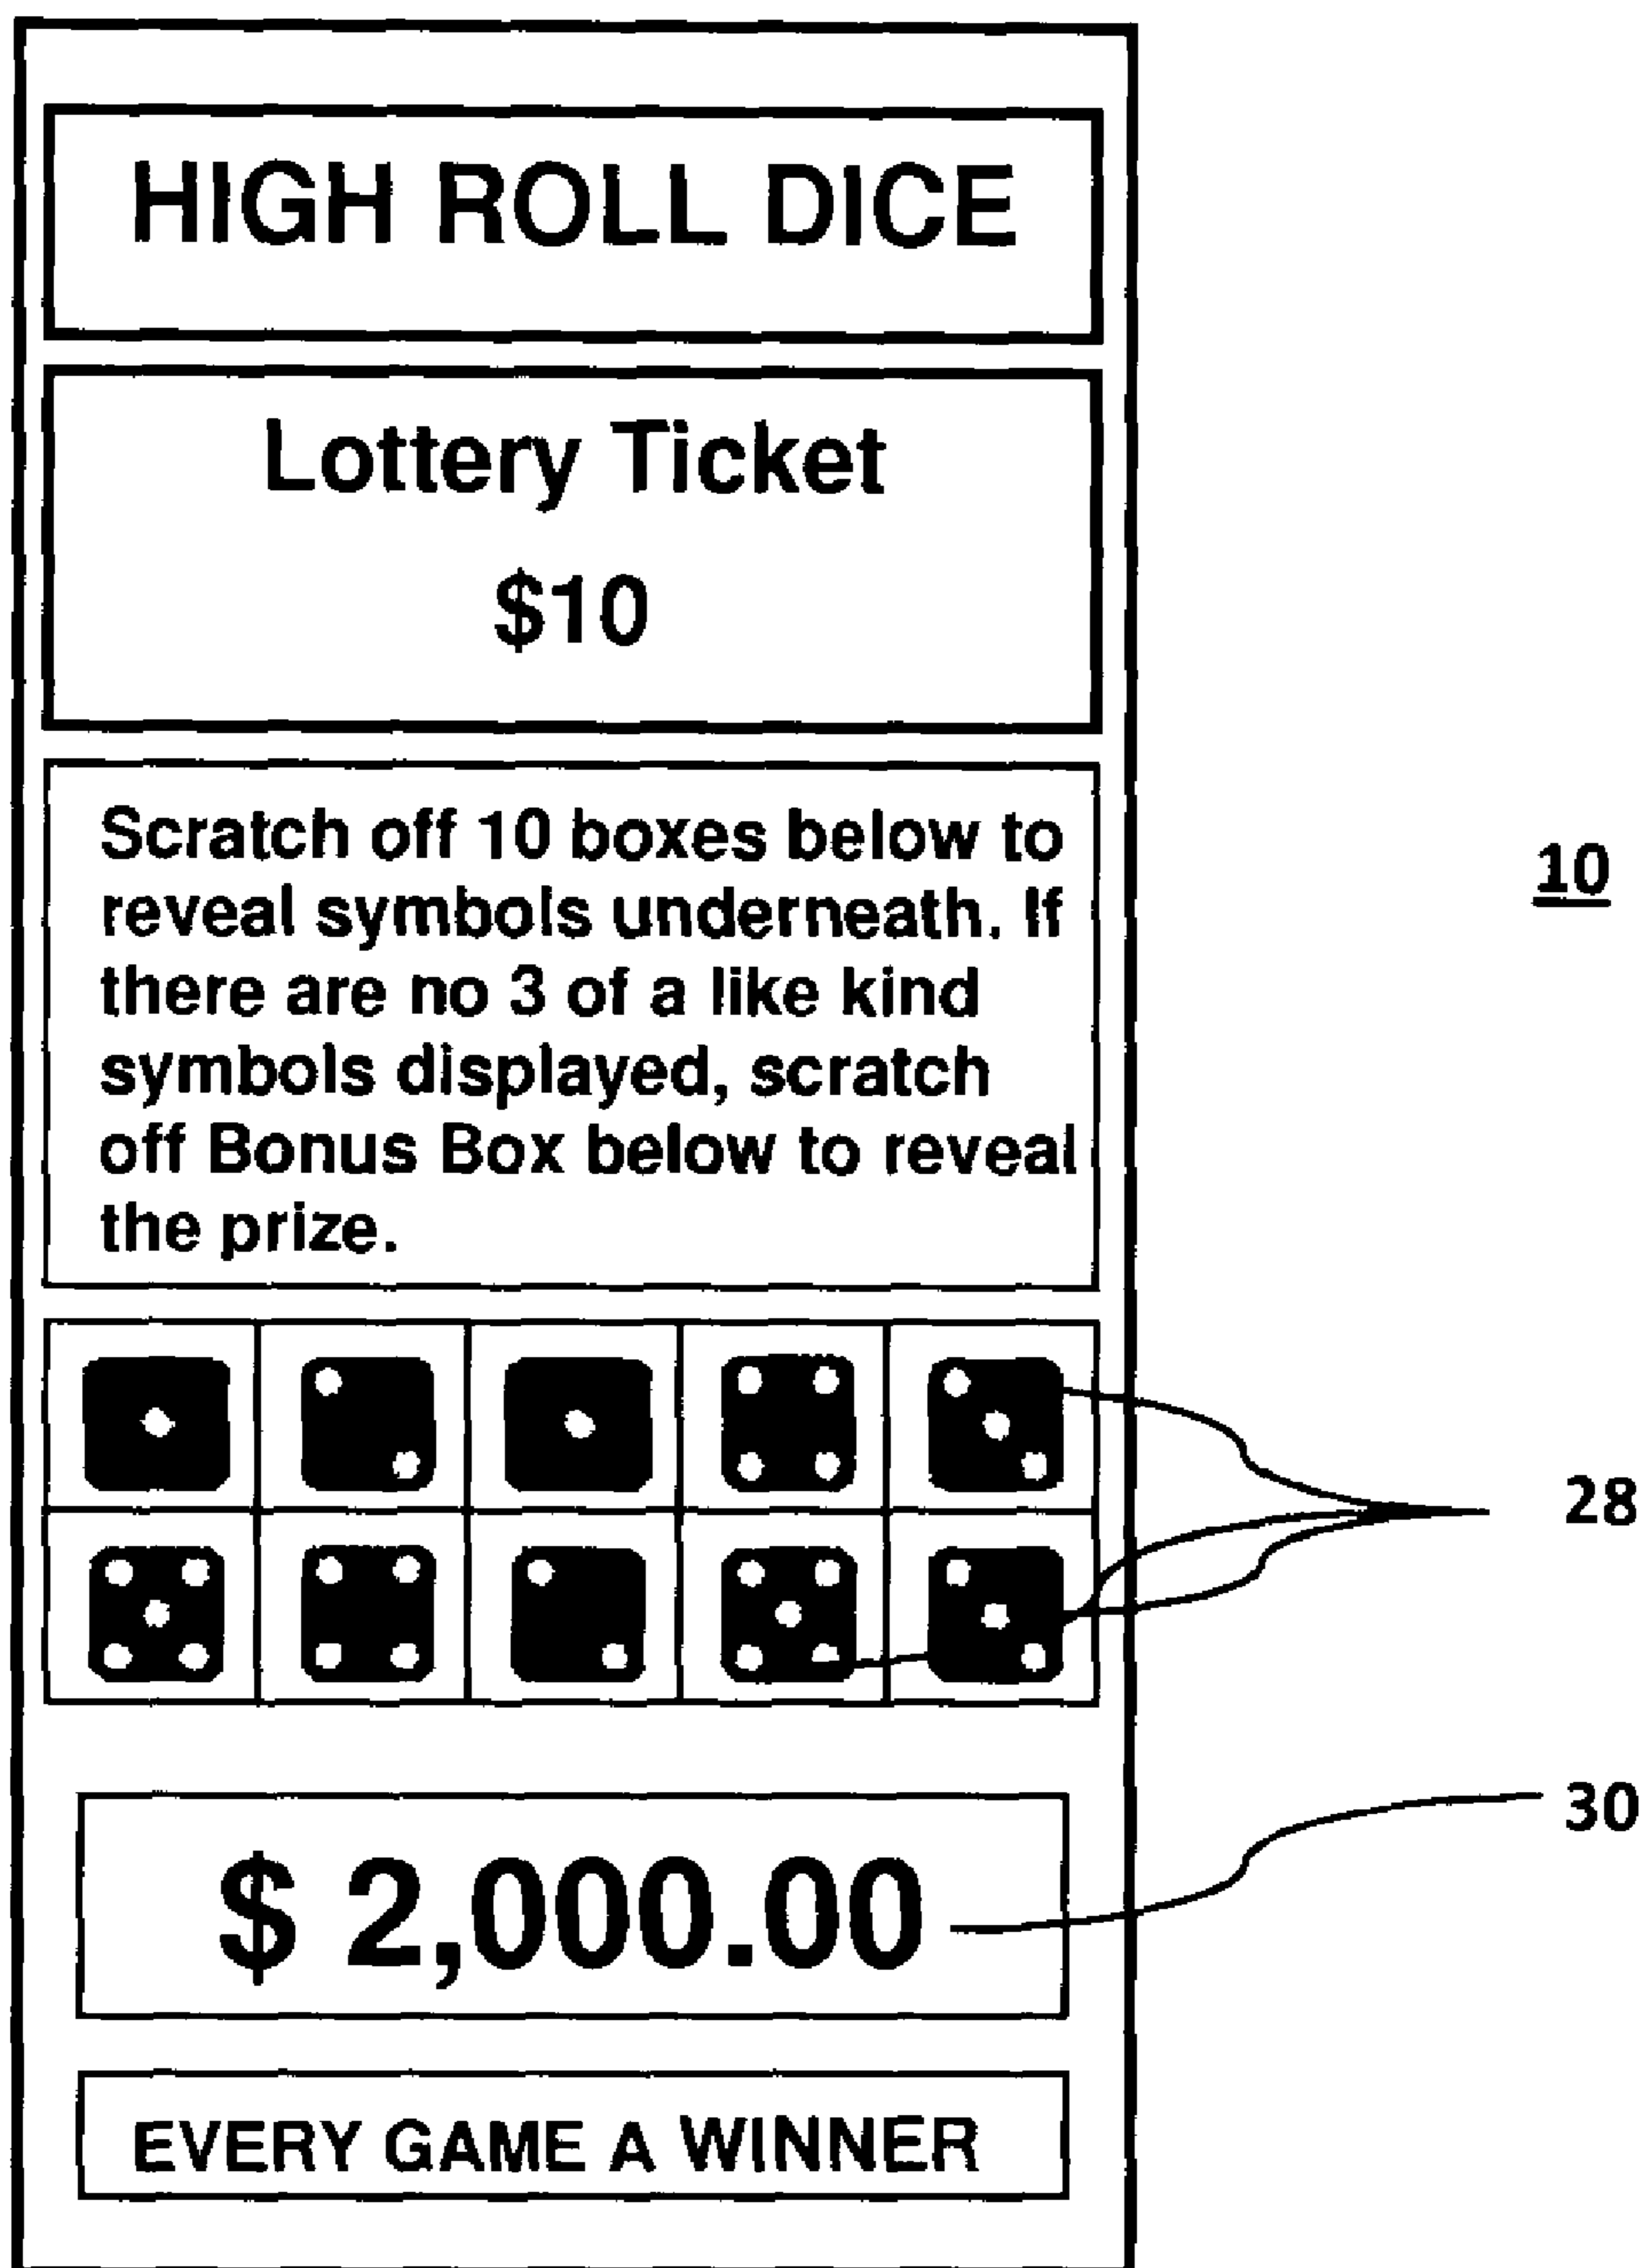 HIGH ROLL DICE
Lottery Ticket
$10
Scratch off 10 boxes below to
reveal symbols underneath. If
there are no 3 of a like kind
symbols displayed, scratch
off Bonus Box below to reveal
the prize.
10
28
30
$ 2,000.00
EVERY GAME A WINNER